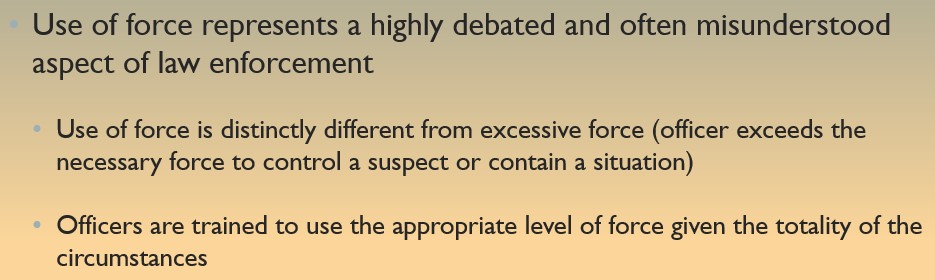 • Use of force represents a highly debated and often misunderstood
aspect of law enforcement
• Use of force is distinctly different from excessive force (officer exceeds the
necessary force to control a suspect or contain a situation)
• Officers are trained to use the appropriate level of force given the totality of the
circumstances